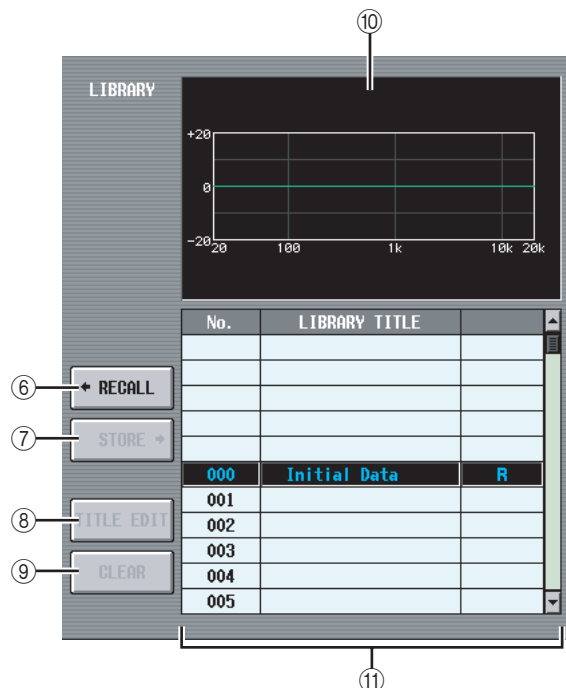 ⑩
LIBRARY
+20
0
-20
20 100 1k 10k 20k
No. LIBRARY TITLE
⑥ RECALL
⑦ STORE
000 Initial Data R
001
⑧ TITLE EDIT 002
003
⑨ CLEAR 004
005
⑪